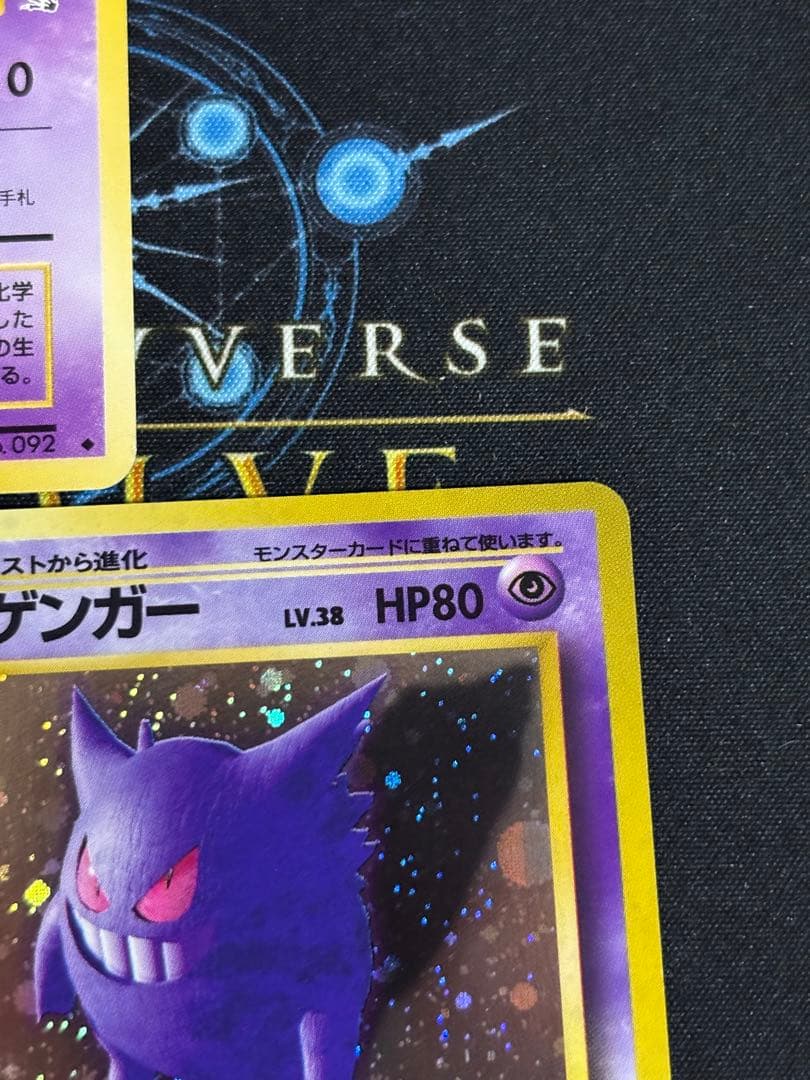 0
手札
化学
した
の生
る。
092 ◆
VERSE
ストから進化
モンスターカードに重ねて使います。
ゲンガー LV.38 HP80